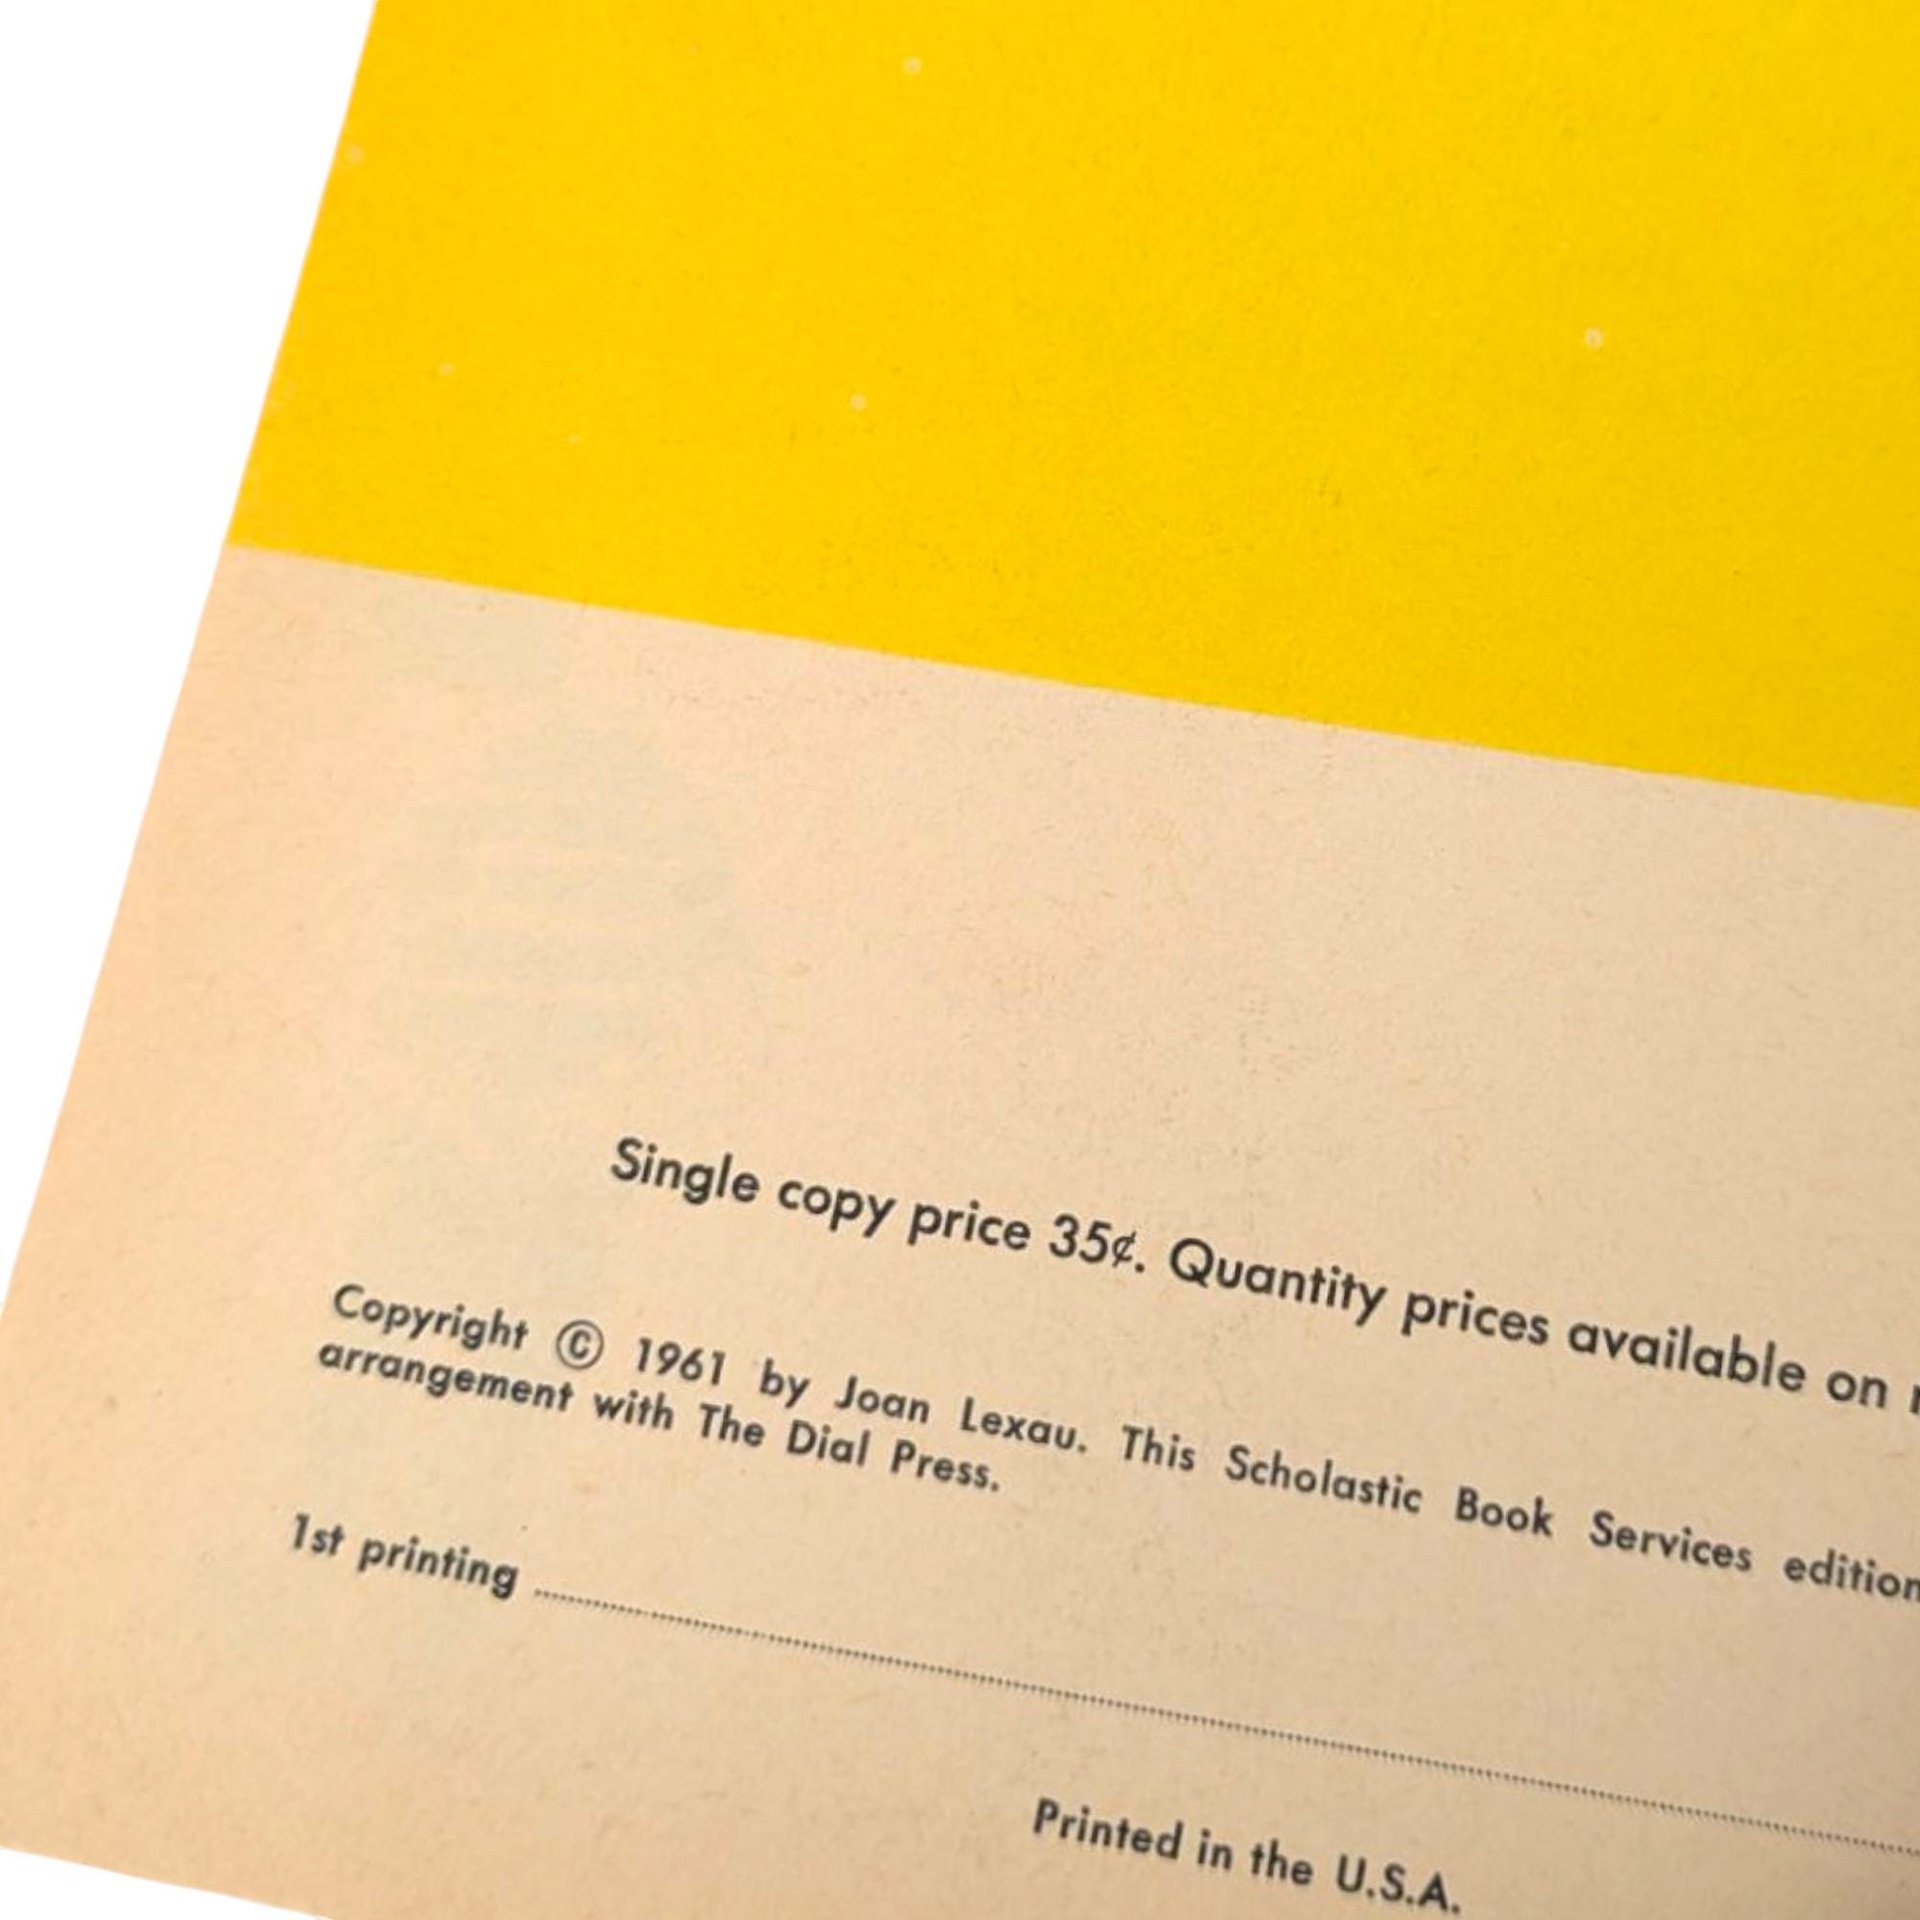 Single copy price 35¢. Quantity prices available on
Copyright © 1961 by Joan Lexau. This Scholastic Book Services edition
arrangement with The Dial Press.
1st printing ........................................................................
Printed in the U.S.A.